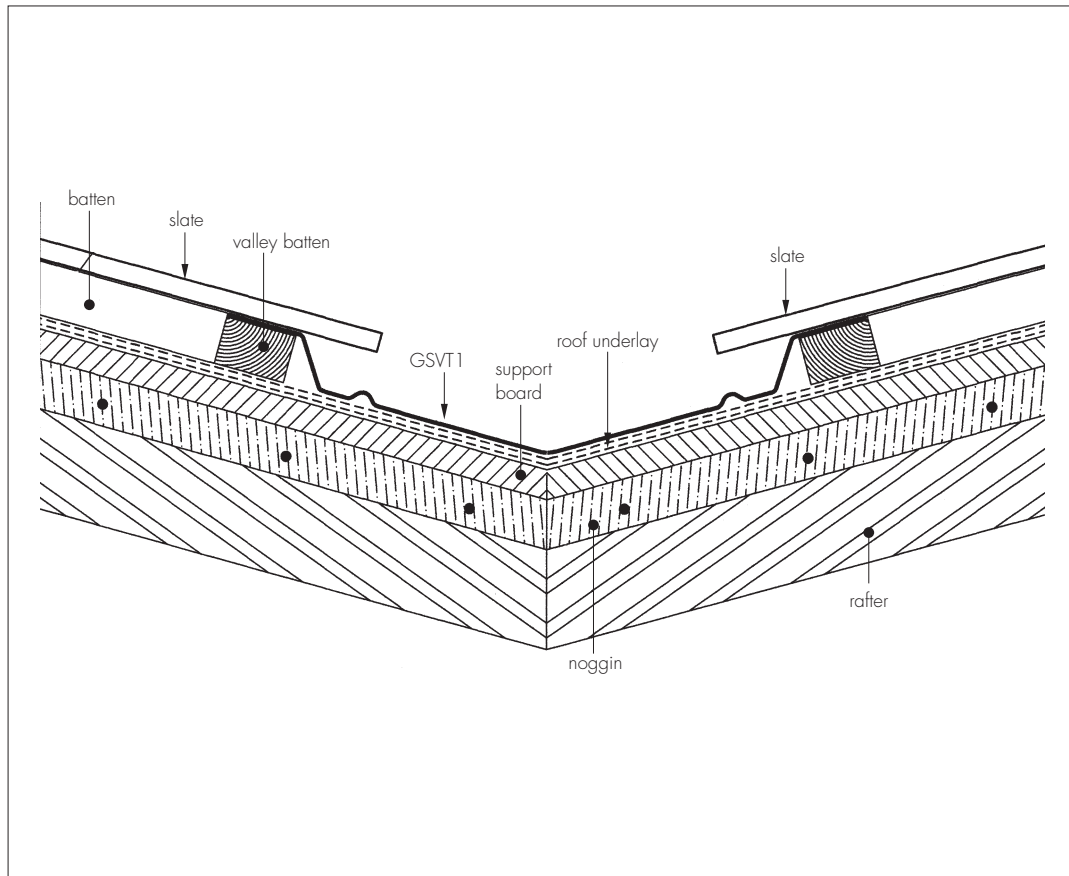 batten
slate
valley batten
slate
roof underlay
GSVT1
support
board
rafter
noggin